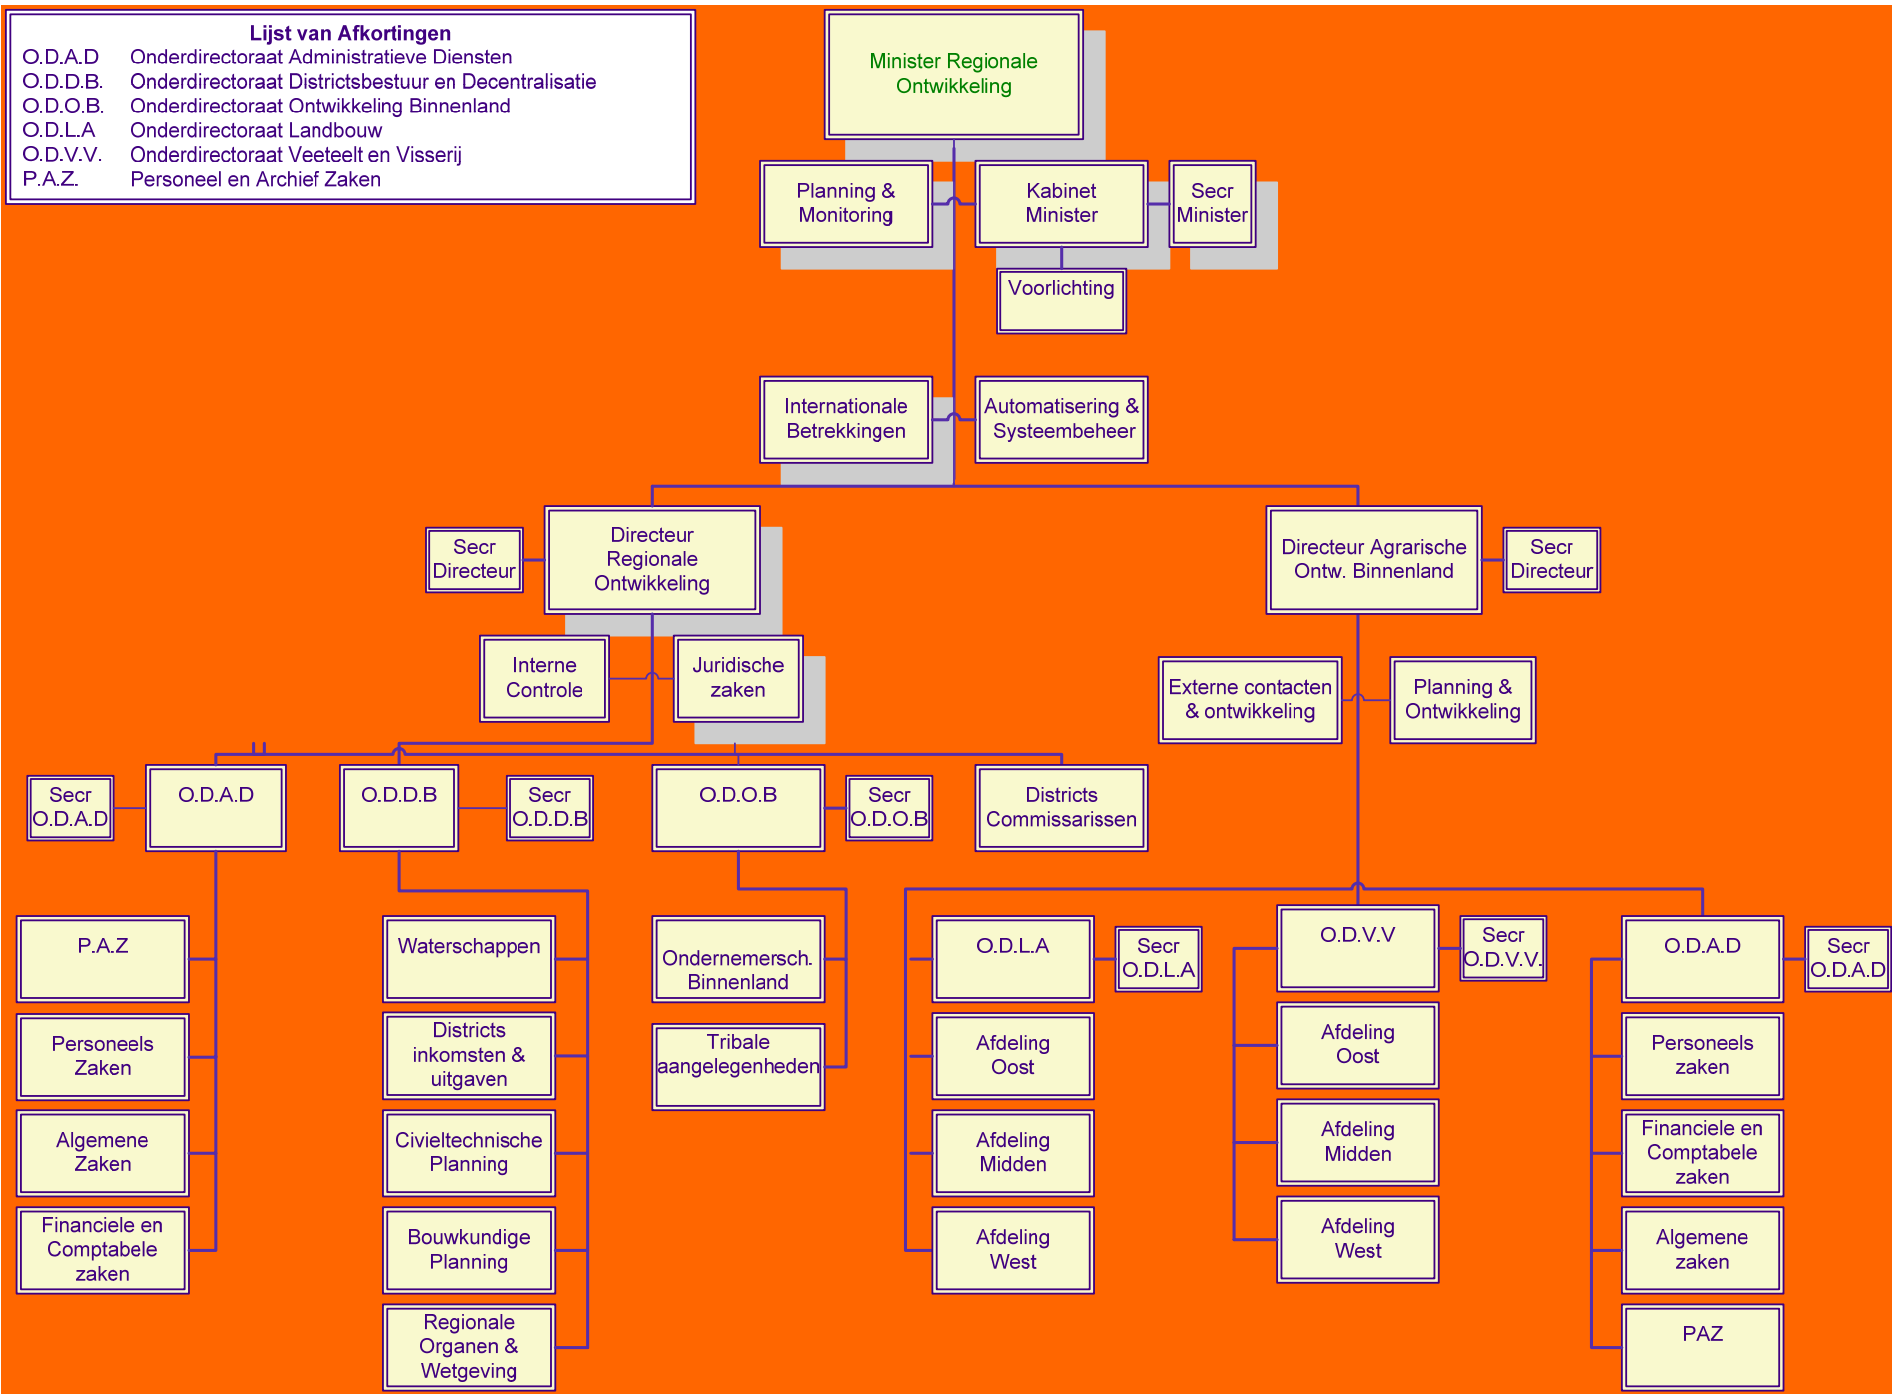 Lijst van Afkortingen
O.D.A.D Onderdirectoraat Administratieve Diensten
O.D.D.B. Onderdirectoraat Districtsbestuur en Decentralisatie
O.D.O.B. Onderdirectoraat Ontwikkeling Binnenland
O.D.L.A Onderdirectoraat Landbouw
O.D.V.V. Onderdirectoraat Veeteelt en Visserij
P.A.Z. Personeel en Archief Zaken
Minister Regionale
Ontwikkeling
Planning &
Monitoring
Kabinet
Minister
Secr
Minister
Voorlichting
Internationale
Betrekkingen
Automatisering &
Systeembeheer
Secr
Directeur
Directeur
Regionale
Ontwikkeling
Directeur Agrarische
Ontw. Binnenland
Secr
Directeur
Interne
Controle
Juridische
zaken
Externe contacten
& ontwikkeling
Planning &
Ontwikkeling
Secr
O.D.A.D
O.D.A.D
O.D.D.B
Secr
O.D.D.B
O.D.O.B
Secr
O.D.O.B
Districts
Commissarissen
P.A.Z
Personeels
Zaken
Algemene
Zaken
Financiele en
Comptabele
zaken
Waterschappen
Districts
inkomsten &
uitgaven
Civieltechnische
Planning
Bouwkundige
Planning
Regionale
Organen &
Wetgeving
Ondernemersch.
Binnenland
Tribale
aangelegenheden
O.D.L.A
Secr
O.D.L.A
Afdeling
Oost
Afdeling
Midden
Afdeling
West
O.D.V.V
Secr
O.D.V.V.
Afdeling
Oost
Afdeling
Midden
Afdeling
West
O.D.A.D
Secr
O.D.A.D
Personeels
zaken
Financiele en
Comptabele
zaken
Algemene
zaken
PAZ